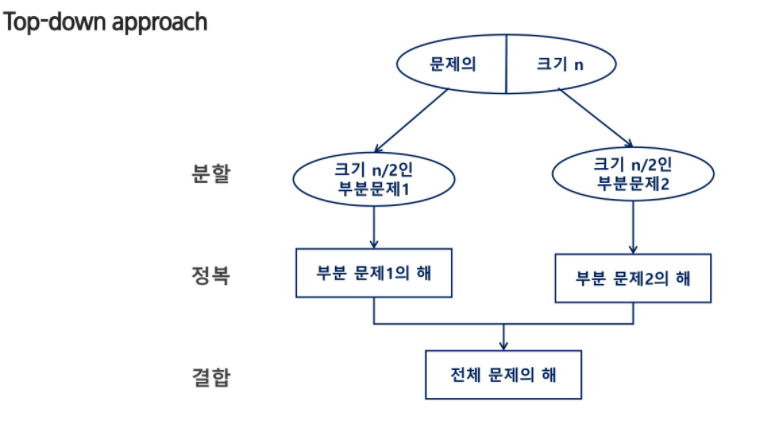 Top-down approach
문제의 크기 n
분할
크기 n/2인
부분문제1
크기 n/2인
부분문제2
정복
부분 문제1의 해
부분 문제2의 해
결합
전체 문제의 해